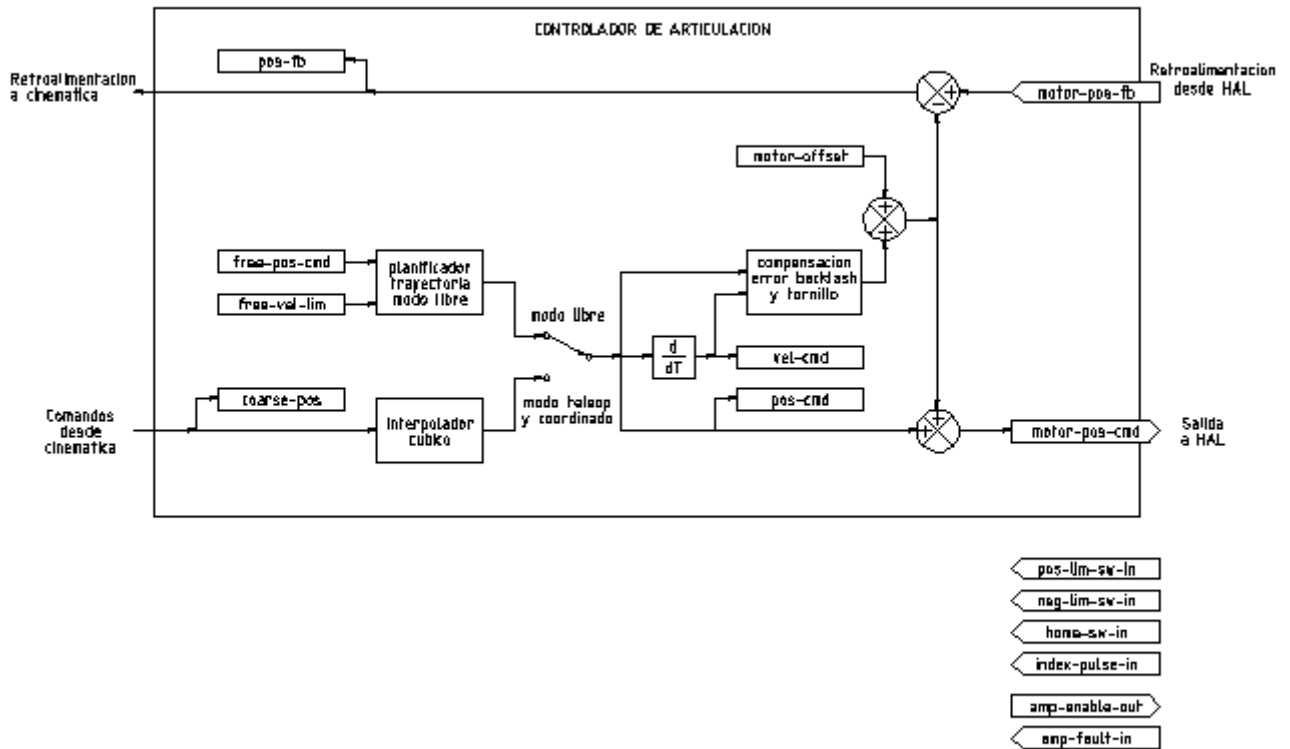 CONTROLADOR DE ARTICULACION
pos-fb
Retroalimentacion
a cinematica
Retroalimentacion
desde HAL
motor-pos-fb
motor-offset
free-pos-cmd
free-vel-lim
planificador
trayectoria
modo libre
compensacion
error backlash
y tornillo
modo libre
d
dT
vel-cmd
coarse-pos
modo teleop
y coordinado
pos-cmd
Comandos
desde
cinematica
interpolador
cubico
motor-pos-cmd
Salida
a HAL
pos-lim-sw-in
neg-lim-sw-in
home-sw-in
index-pulse-in
amp-enable-out
amp-fault-in